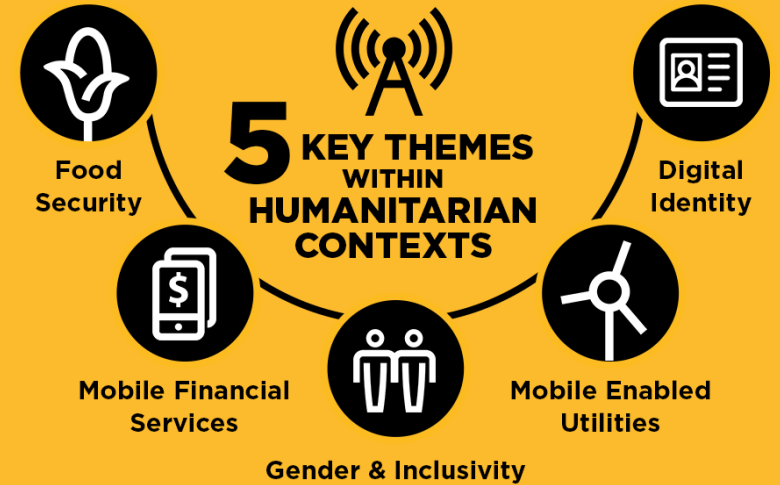 5 KEY THEMES
WITHIN
HUMANITARIAN
CONTEXTS
Food
Security
Mobile Financial
Services
$
Gender & Inclusivity
Mobile Enabled
Utilities
Digital
Identity